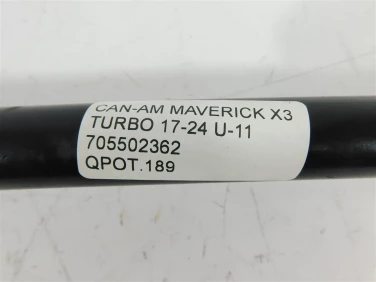 CAN-AM MAVERICK X3
TURBO 17-24 U-11
705502362
QPOT.189